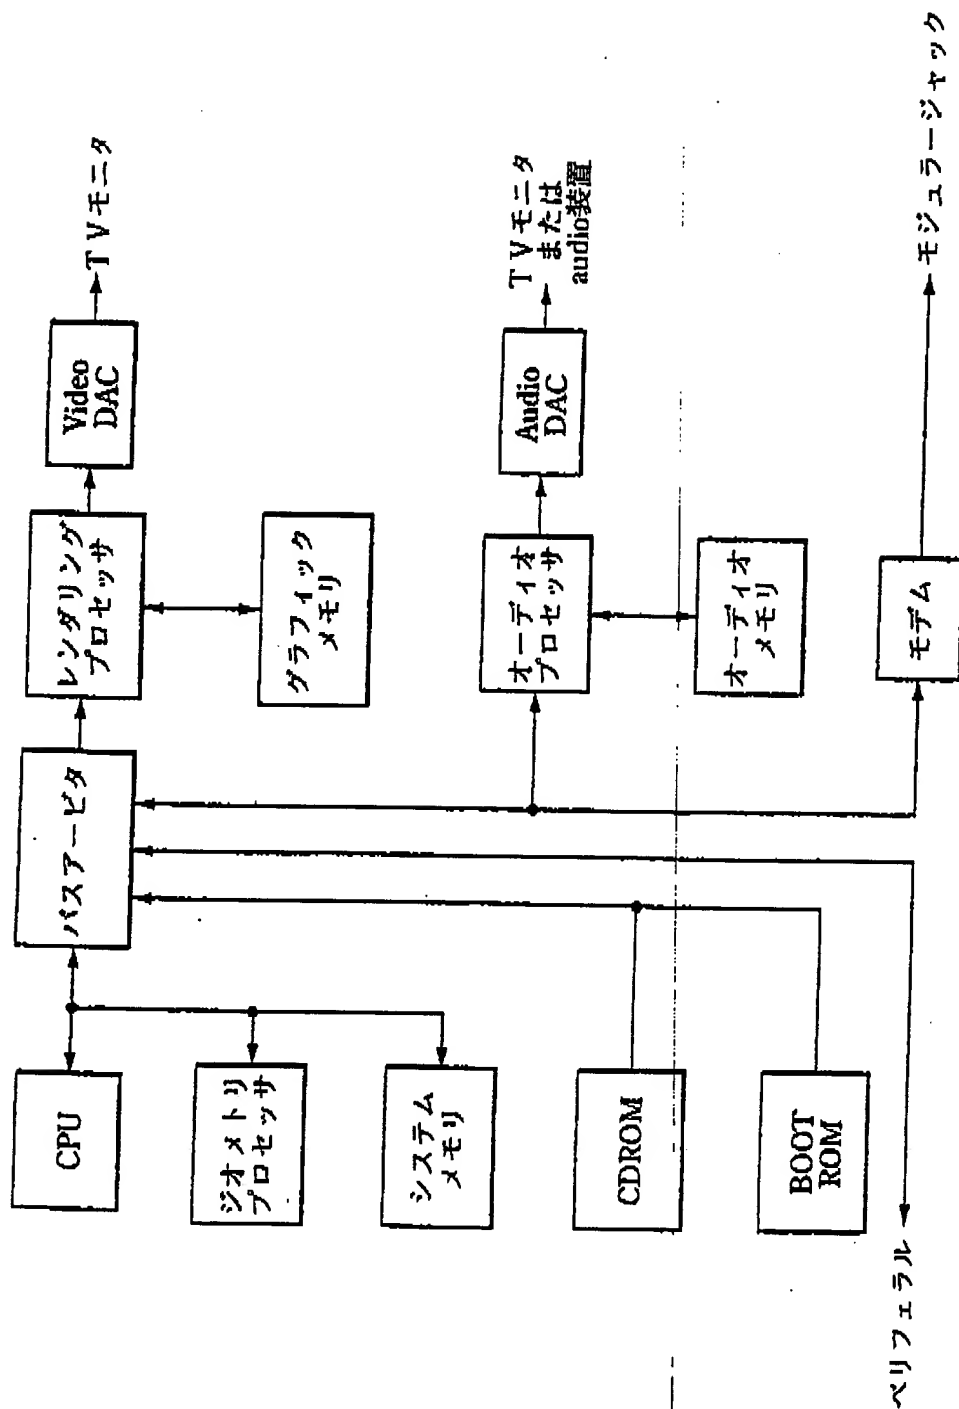 CPU
ジオメトリ
プロセッサ
システム
メモリ
CDROM
BOOT
ROM
ペリフェラル
バスアービタ
レンダリング
プロセッサ
グラフィック
メモリ
オーディオ
プロセッサ
オーディオ
メモリ
モデム
Video
DAC
Audio
DAC
TVモニタ
TVモニタ
または
audio装置
モジュラージャック